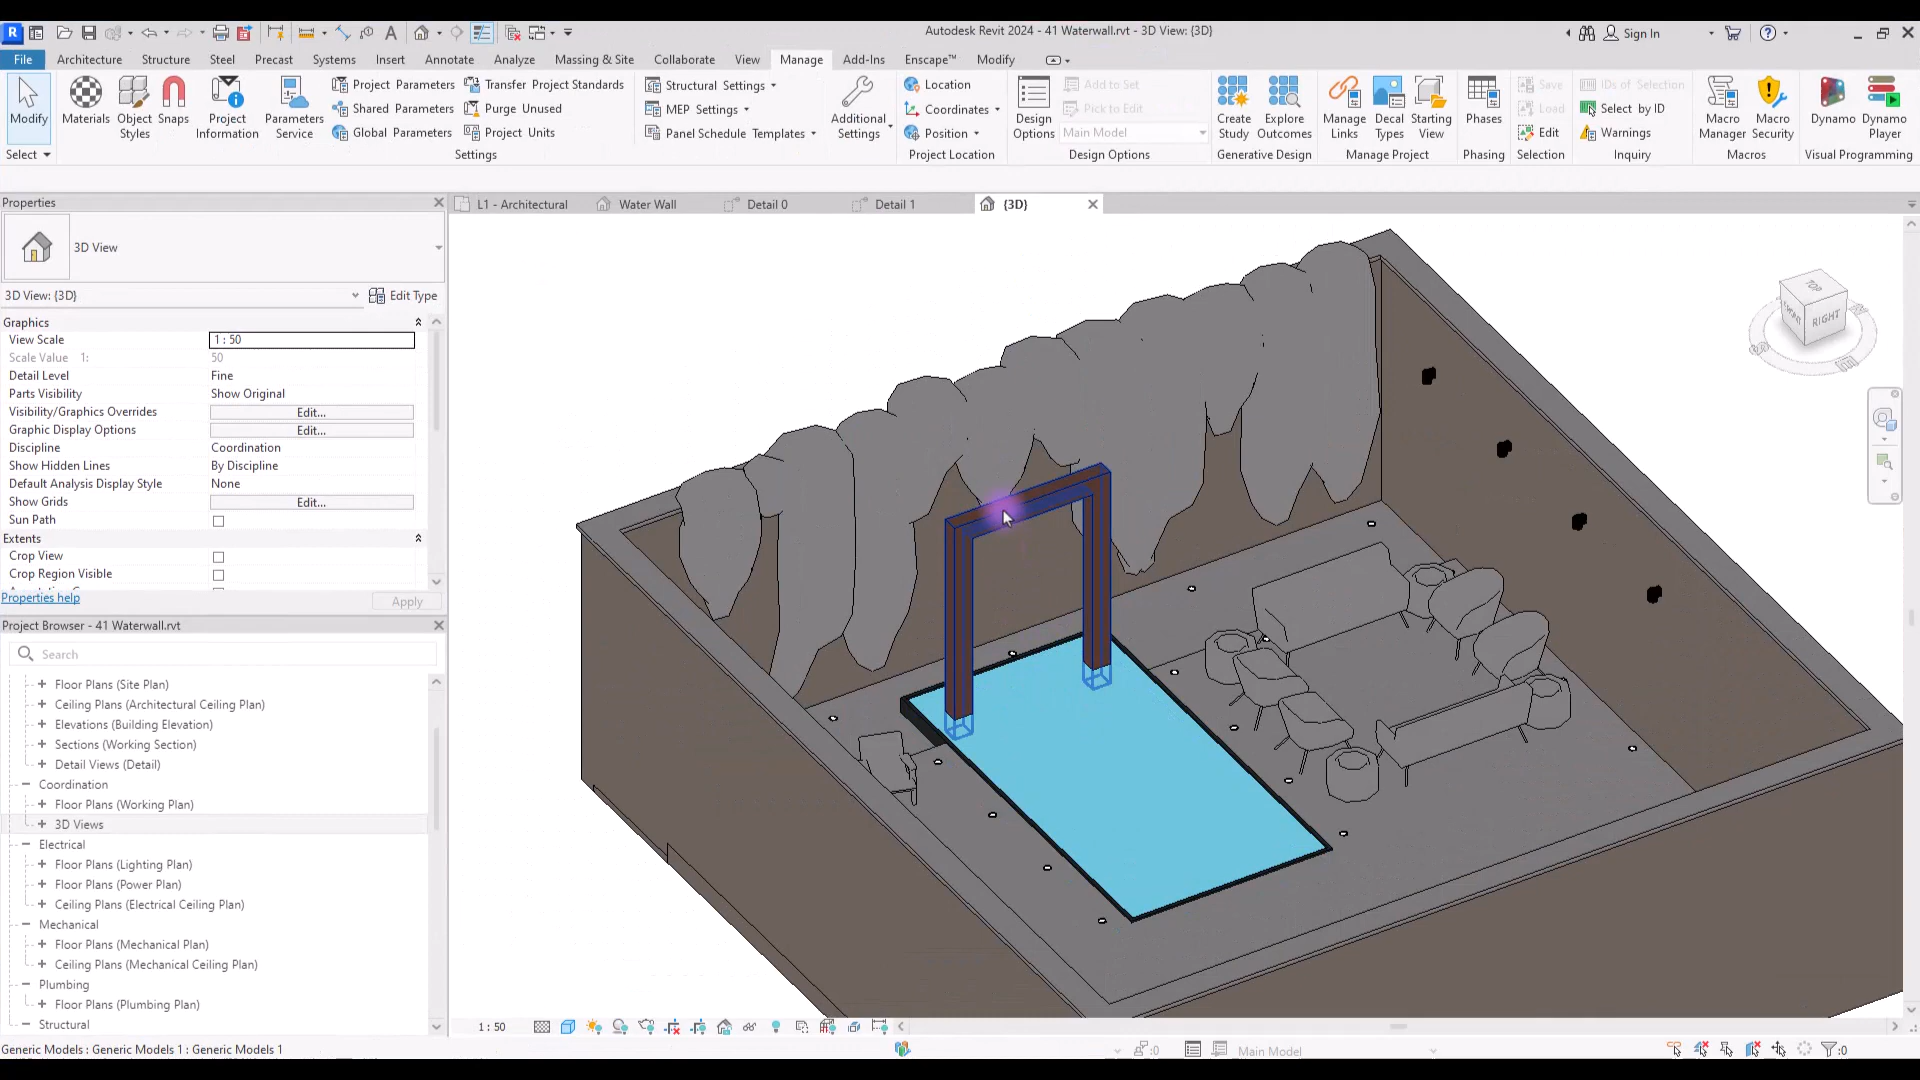 Autodesk Revit 2024 - 41 Waterwall.rvt - 3D View: {3D}
Sign In
File Architecture Structure Steel Precast Systems Insert Annotate Analyze Massing & Site Collaborate View Manage Add-Ins Enscape™ Modify
Modify
Materials
Object Styles
Snaps
Project Information
Parameters Service
Project Parameters
Shared Parameters
Global Parameters
Transfer Project Standards
Purge Unused
Project Units
Structural Settings
MEP Settings
Panel Schedule Templates
Additional Settings
Location
Coordinates
Position
Design Options
Add to Set
Pick to Edit
Main Model
Create Study
Explore Outcomes
Manage Links
Decal Types
Starting View
Phases
Save
Load
Edit
IDs of Selection
Select by ID
Warnings
Macro Manager
Macro Security
Dynamo
Dynamo Player
Select Settings Project Location Design Options Generative Design Manage Project Phasing Selection Inquiry Macros Visual Programming
Properties
L1 - Architectural Water Wall Detail 0 Detail 1 {3D}
3D View
3D View: {3D} Edit Type
Graphics
View Scale 1 : 50
Scale Value 1: 50
Detail Level Fine
Parts Visibility Show Original
Visibility/Graphics Overrides Edit...
Graphic Display Options Edit...
Discipline Coordination
Show Hidden Lines By Discipline
Default Analysis Display Style None
Show Grids Edit...
Sun Path
Extents
Crop View
Crop Region Visible
Properties help Apply
Project Browser - 41 Waterwall.rvt
Search
Floor Plans (Site Plan)
Ceiling Plans (Architectural Ceiling Plan)
Elevations (Building Elevation)
Sections (Working Section)
Detail Views (Detail)
Coordination
Floor Plans (Working Plan)
3D Views
Electrical
Floor Plans (Lighting Plan)
Floor Plans (Power Plan)
Ceiling Plans (Electrical Ceiling Plan)
Mechanical
Floor Plans (Mechanical Plan)
Ceiling Plans (Mechanical Ceiling Plan)
Plumbing
Floor Plans (Plumbing Plan)
Structural
TOP
FRONT
RIGHT
1 : 50
Generic Models : Generic Models 1 : Generic Models 1
:0
Main Model
:0